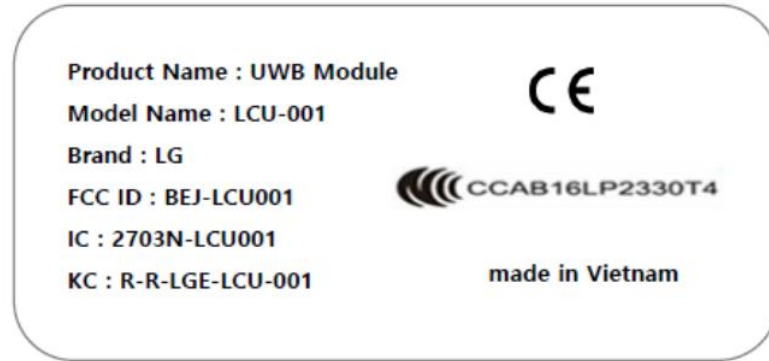 Product Name : UWB Module
Model Name : LCU-001
Brand : LG
FCC ID : BEJ-LCU001
IC : 2703N-LCU001
KC : R-R-LGE-LCU-001
CE
CCAB16LP2330T4
made in Vietnam